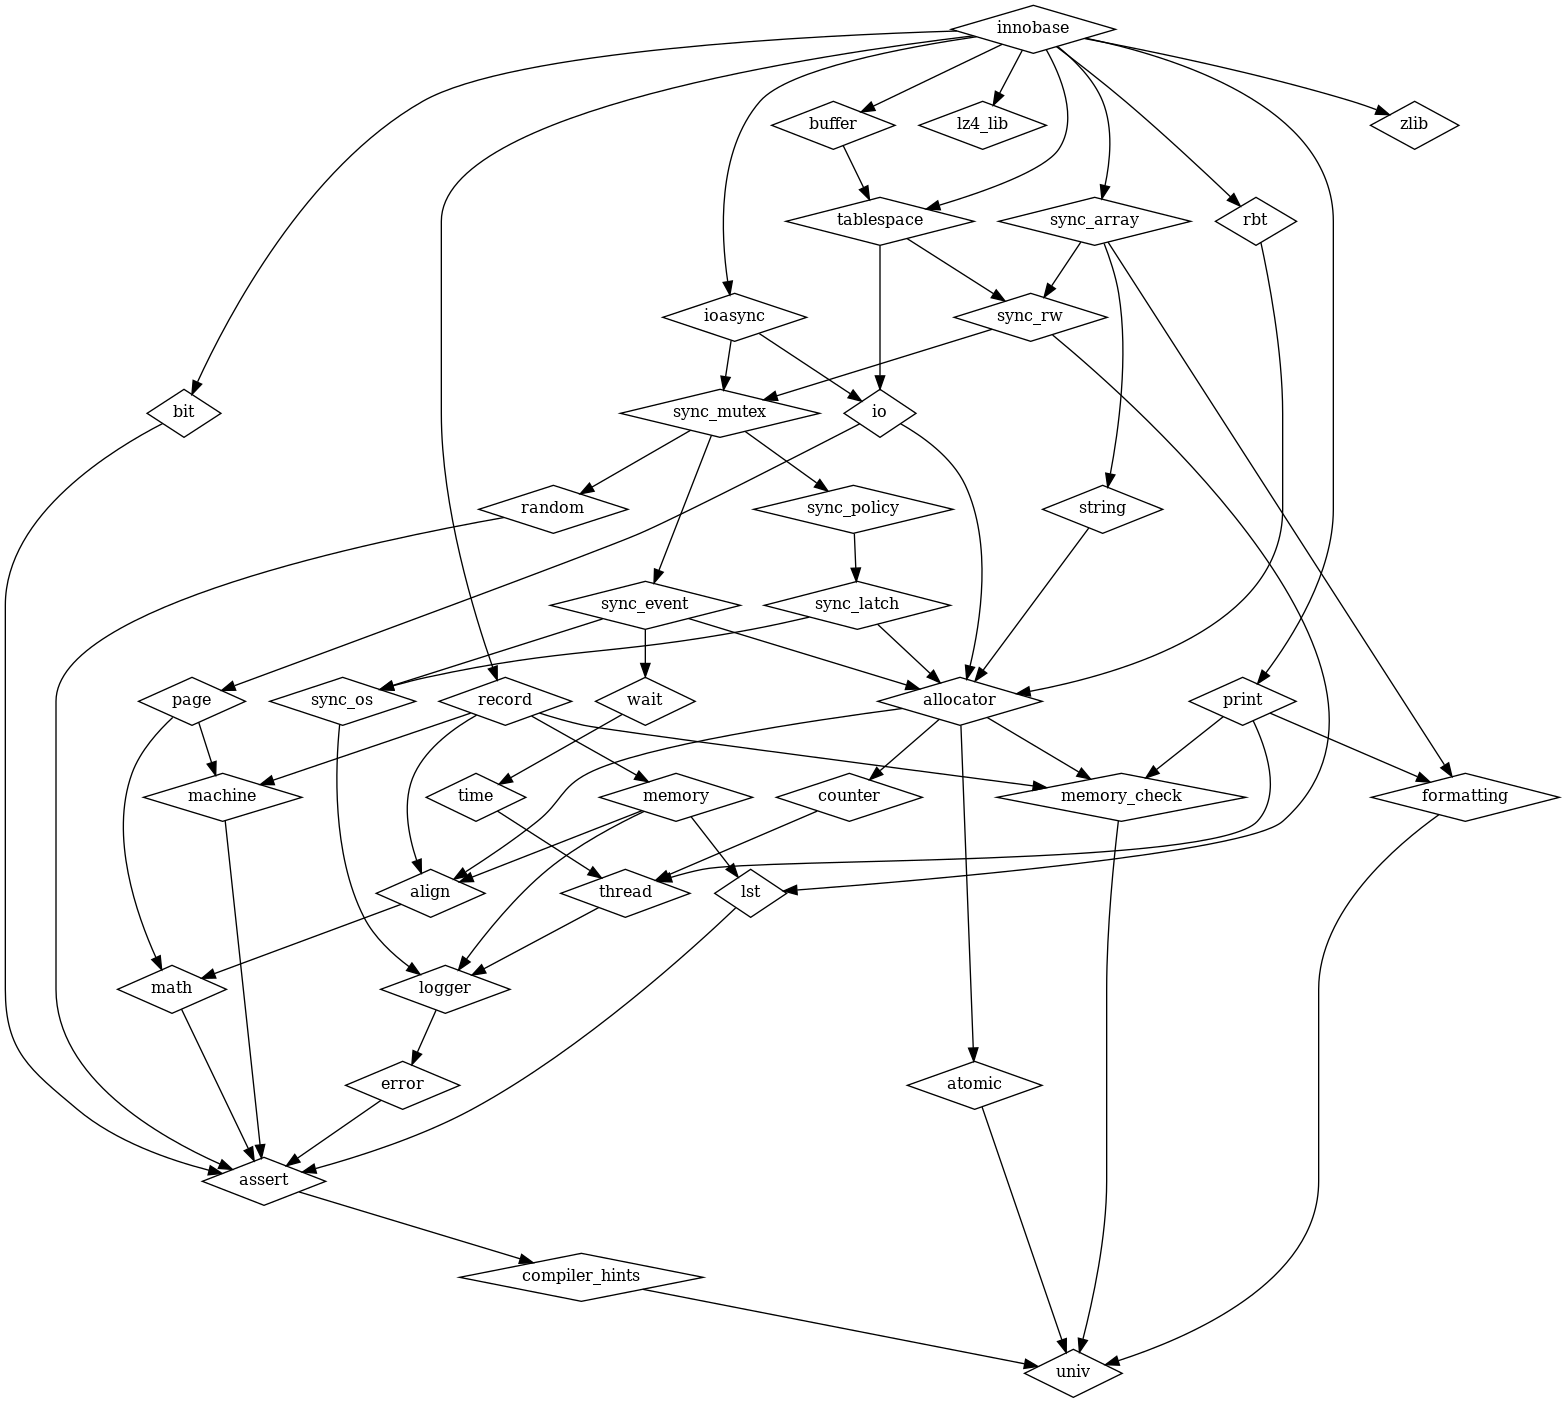 innobase
buffer
lz4_lib
zlib
tablespace
sync_array
rbt
ioasync
sync_rw
bit
sync_mutex
io
random
sync_policy
string
sync_event
sync_latch
page
sync_os
record
wait
allocator
print
machine
time
memory
counter
memory_check
formatting
align
thread
lst
math
logger
error
atomic
assert
compiler_hints
univ